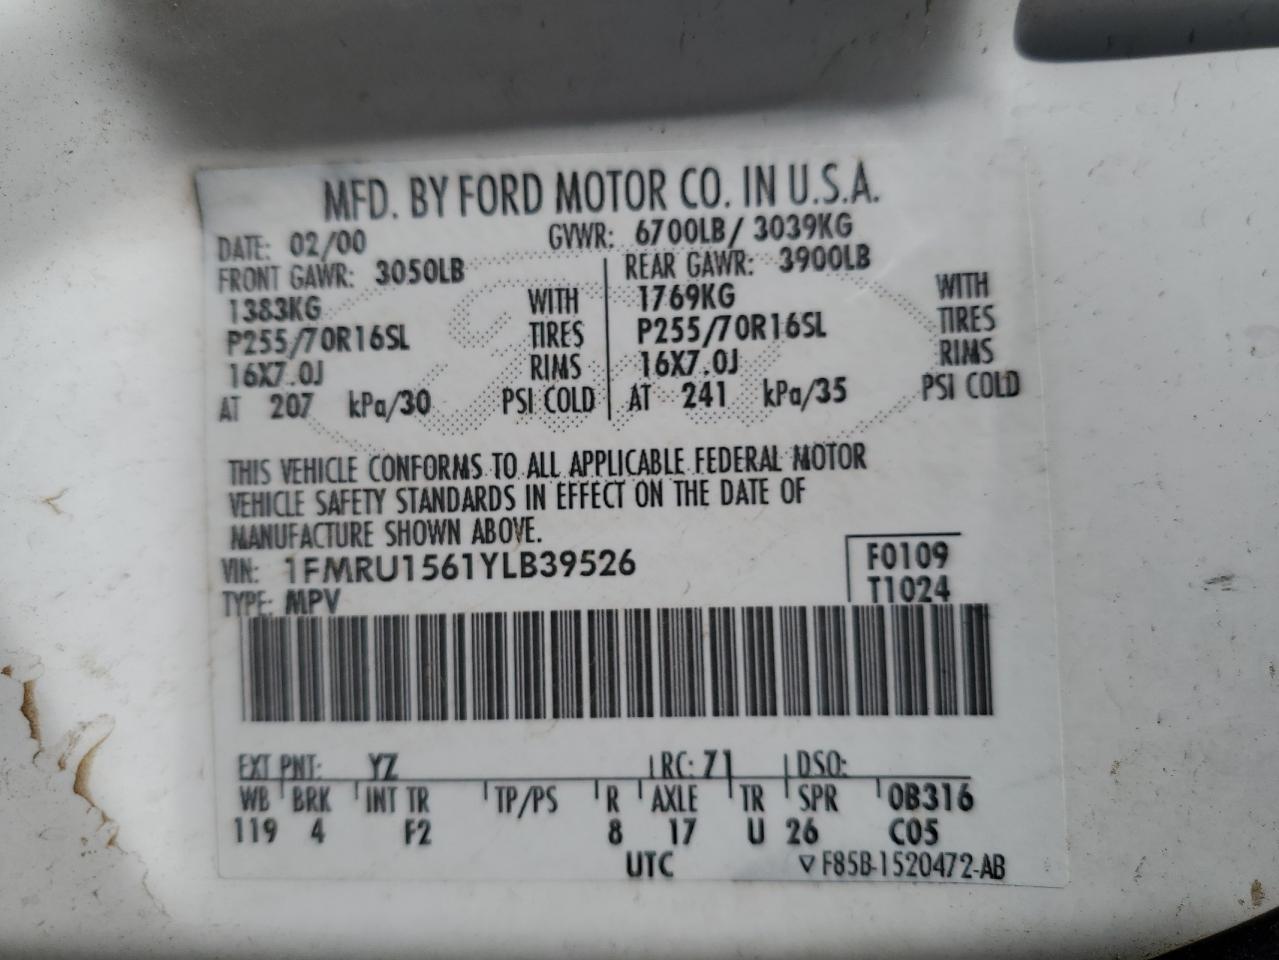 MFD. BY FORD MOTOR CO. IN U.S.A.
DATE: 02/00 GVWR: 6700LB/ 3039KG
FRONT GAWR: 3050LB REAR GAWR: 3900LB
1383KG WITH 1769KG WITH
P255/70R16SL TIRES P255/70R16SL TIRES
16X7.0J RIMS 16X7.0J RIMS
AT 207 kPa/30 PSI COLD AT 241 kPa/35 PSI COLD
THIS VEHICLE CONFORMS TO ALL APPLICABLE FEDERAL MOTOR
VEHICLE SAFETY STANDARDS IN EFFECT ON THE DATE OF
MANUFACTURE SHOWN ABOVE.
VIN: 1FMRU1561YLB39526 F0109
TYPE: MPV T1024
EXT PNT: YZ RC: 71 DSO:
WB BRK INT TR TP/PS R AXLE TR SPR 0B316
119 4 F2 8 17 U 26 C05
UTC ▽ F85B-1520472-AB